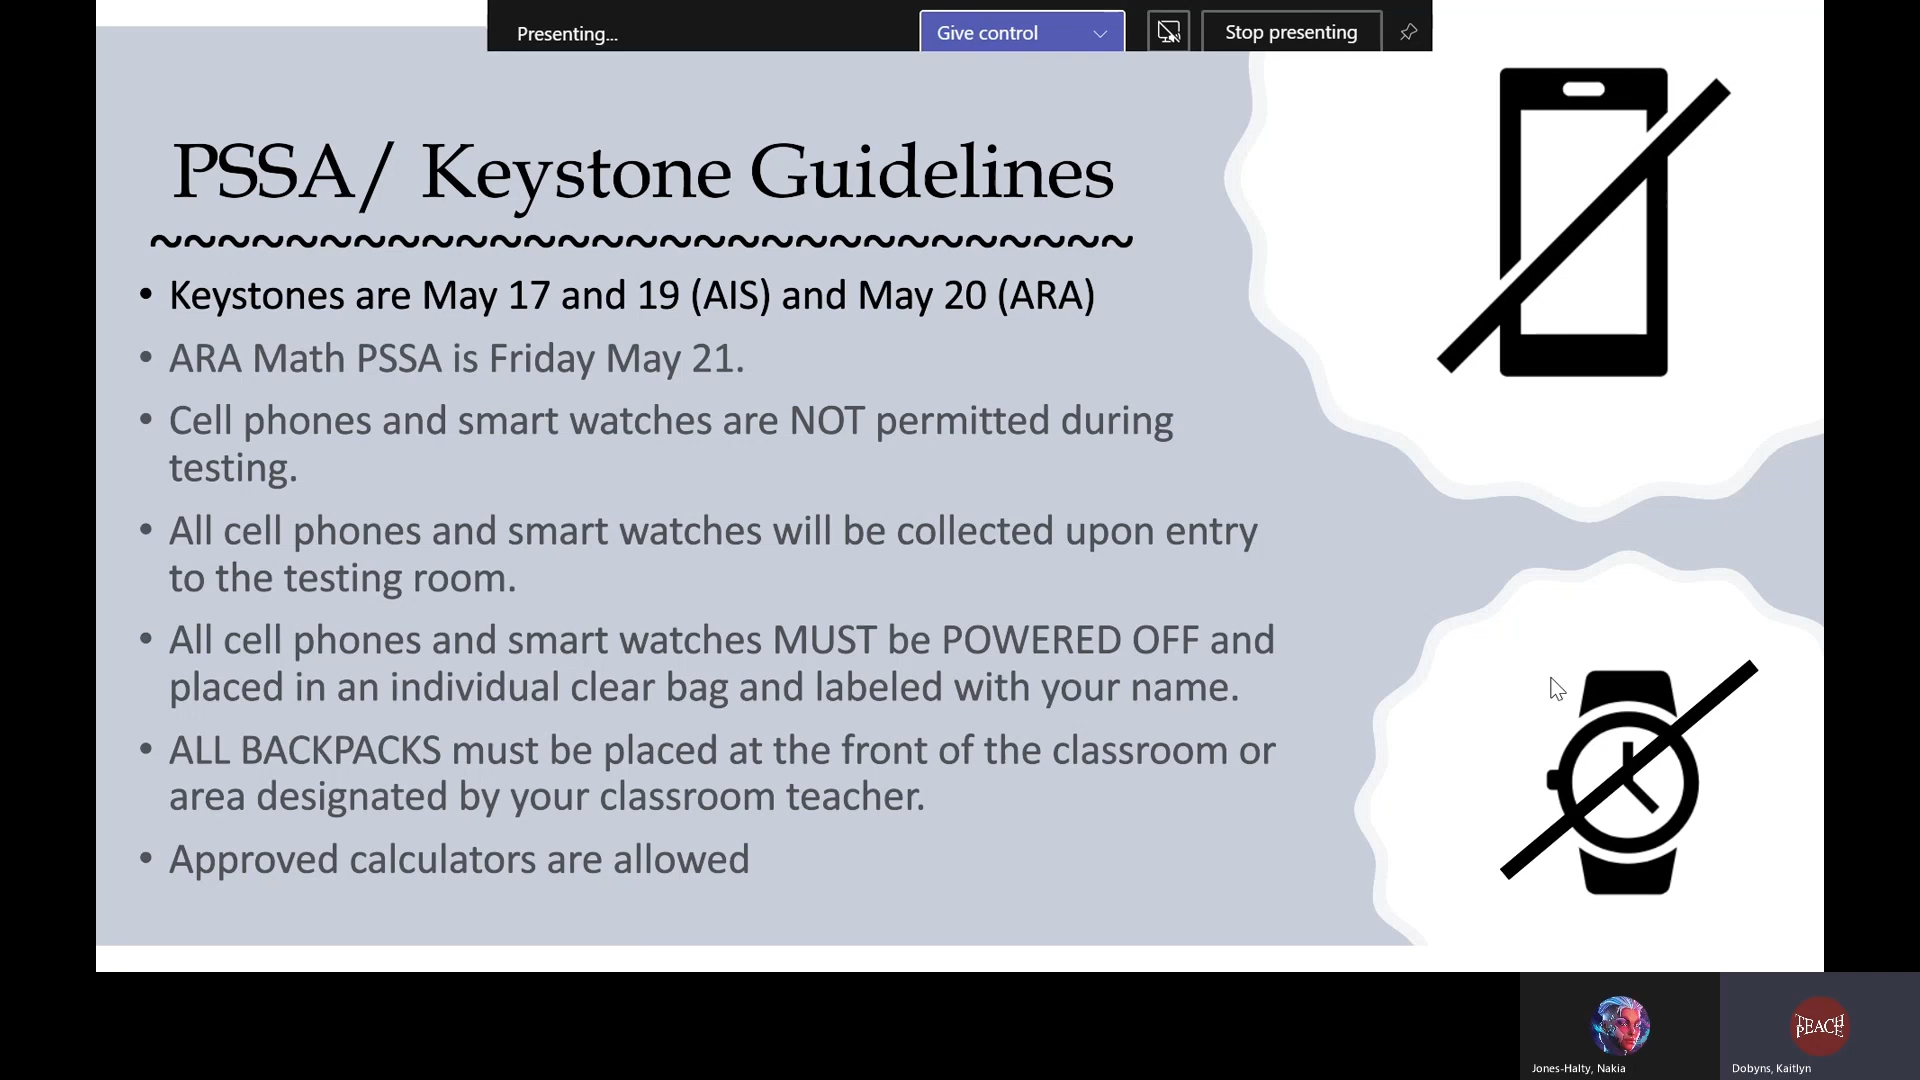 Presenting...
Give control
Stop presenting
PSSA/ Keystone Guidelines
~~~~~~~~~~~~~~~~~~~~~~~~~~~~~
• Keystones are May 17 and 19 (AIS) and May 20 (ARA)
• ARA Math PSSA is Friday May 21.
• Cell phones and smart watches are NOT permitted during
testing.
• All cell phones and smart watches will be collected upon entry
to the testing room.
• All cell phones and smart watches MUST be POWERED OFF and
placed in an individual clear bag and labeled with your name.
• ALL BACKPACKS must be placed at the front of the classroom or
area designated by your classroom teacher.
• Approved calculators are allowed
TEACH
Jones-Halty, Nakia
Dobyns, Kaitlyn